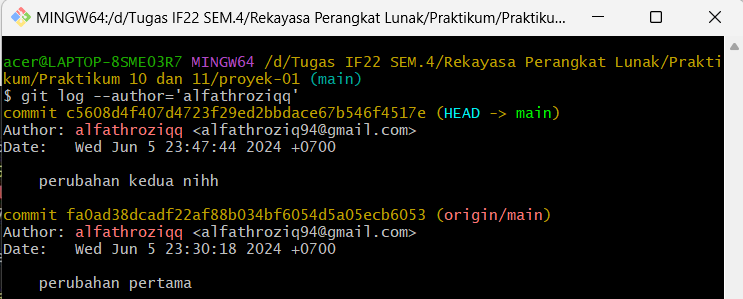 MINGW64:/d/Tugas IF22 SEM.4/Rekayasa Perangkat Lunak/Praktikum/Praktiku...
acer@LAPTOP-8SMEO3R7 MINGW64 /d/Tugas IF22 SEM.4/Rekayasa Perangkat Lunak/Prakti
kum/Praktikum 10 dan 11/proyek-01 (main)
$ git log --author='alfathroziqq'
commit c5608d4f407d4723f29ed2bbdace67b546f4517e (HEAD -> main)
Author: alfathroziqq <alfathroziq94@gmail.com>
Date:   Wed Jun 5 23:47:44 2024 +0700
perubahan kedua nihh
commit fa0ad38dcadf22af88b034bf6054d5a05ecb6053 (origin/main)
Author: alfathroziqq <alfathroziq94@gmail.com>
Date:   Wed Jun 5 23:30:18 2024 +0700
perubahan pertama